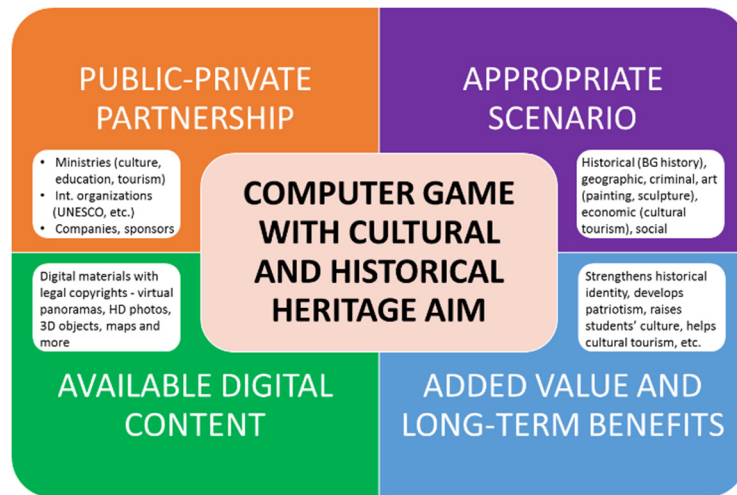 PUBLIC-PRIVATE
PARTNERSHIP
• Ministries (culture,
education, tourism)
• Int. organizations
(UNESCO, etc.)
• Companies, sponsors
APPROPRIATE
SCENARIO
Historical (BG history),
geographic, criminal, art
(painting, sculpture),
economic (cultural
tourism), social
COMPUTER GAME
WITH CULTURAL
AND HISTORICAL
HERITAGE AIM
Digital materials with
legal copyrights - virtual
panoramas, HD photos,
3D objects, maps and
more
AVAILABLE DIGITAL
CONTENT
Strengthens historical
identity, develops
patriotism, raises
students’ culture, helps
cultural tourism, etc.
ADDED VALUE AND
LONG-TERM BENEFITS